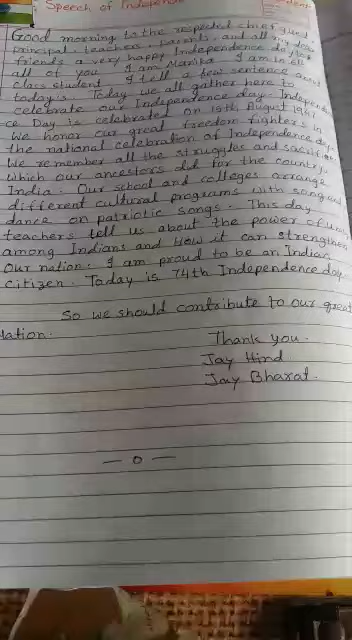 Speech of Independence
Good morning to the respected chief guest
principal, teachers, parents, and all my dear
friends a very happy Independence day to
all of you. I am Manika. I am in
class student. I tell a few sentence about
today's. Today we all gather here to
celebrate our Independence day. Independen
ce Day is celebrated on 15th August 1947
We honor our great freedom fighters in
the national celebration of Independence day.
We remember all the struggles and sacrifices
which our ancestors did for the country
India. Our school and colleges arrange
different cultural programs with song and
dance on patriotic songs. This day
teachers tell us about the power of unity
among Indians and How it can strengthen
Our nation. I am proud to be an Indian
citizen. Today is 74th Independence day
So we should contribute to our great
Nation.
Thank you.
Jay Hind
Jay Bharat.
— 0 —